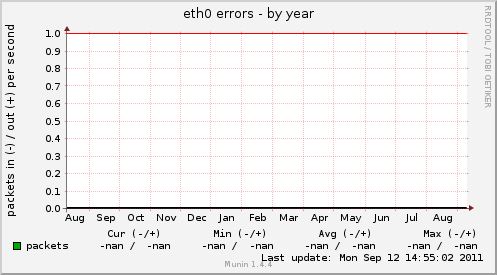 eth0 errors - by year
RRDTOOL / TOBI OETIKER
packets in (-) / out (+) per second
1.0
0.9
0.8
0.7
0.6
0.5
0.4
0.3
0.2
0.1
0.0
Aug Sep Oct Nov Dec Jan Feb Mar Apr May Jun Jul Aug
Cur (-/+) Min (-/+) Avg (-/+) Max (-/+)
packets -nan / -nan -nan / -nan -nan / -nan -nan / -nan
Last update: Mon Sep 12 14:55:02 2011
Munin 1.4.4